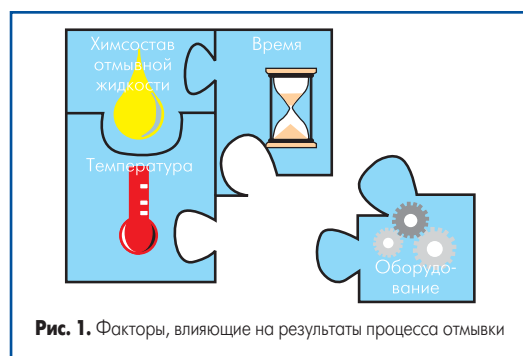 Химсостав
отмывной
жидкости
Время
Температура
Оборудо-
вание
Рис. 1. Факторы, влияющие на результаты процесса отмывки